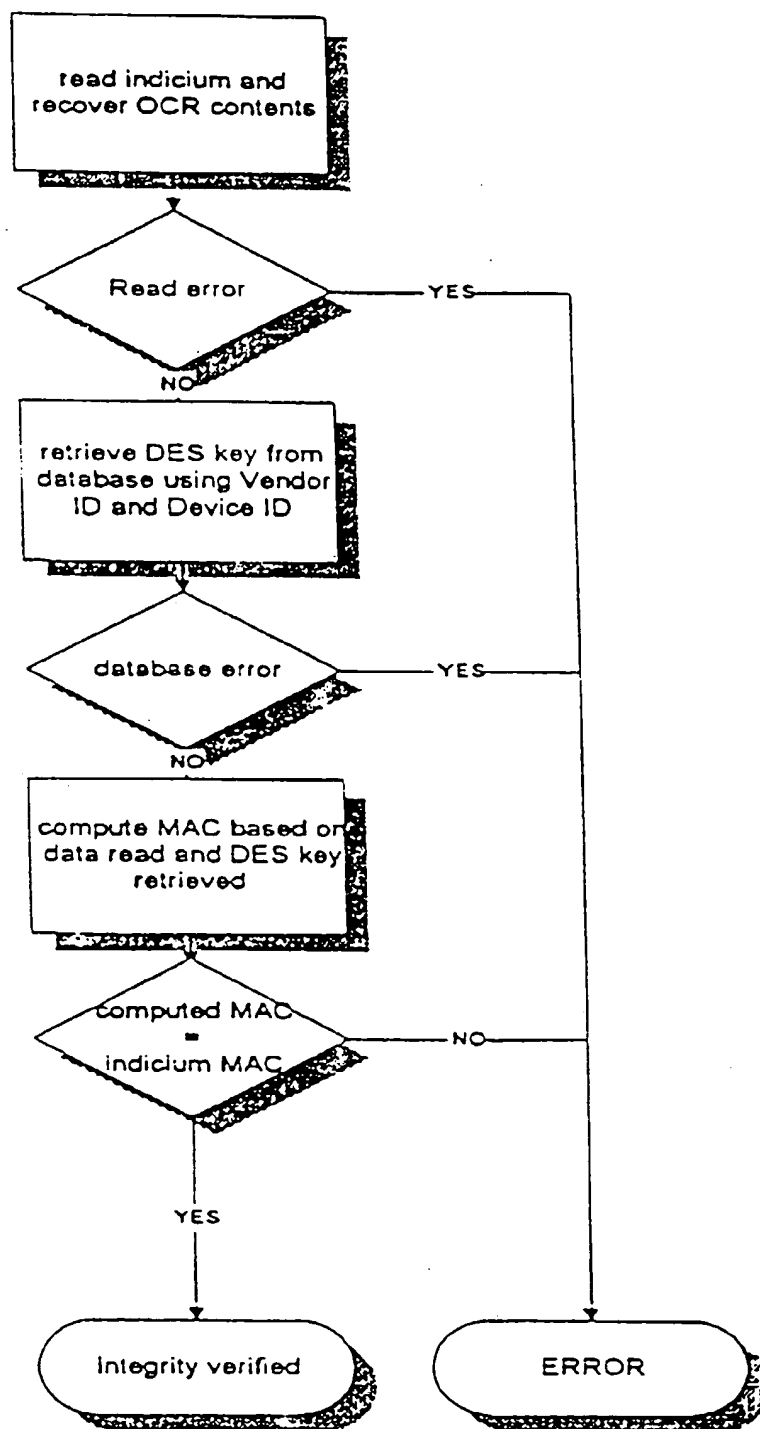 read indicium and
recover OCR contents
Read error
YES
NO
retrieve DES key from
database using Vendor
ID and Device ID
database error
YES
NO
compute MAC based on
data read and DES key
retrieved
computed MAC
=
indicium MAC
NO
YES
Integrity verified
ERROR